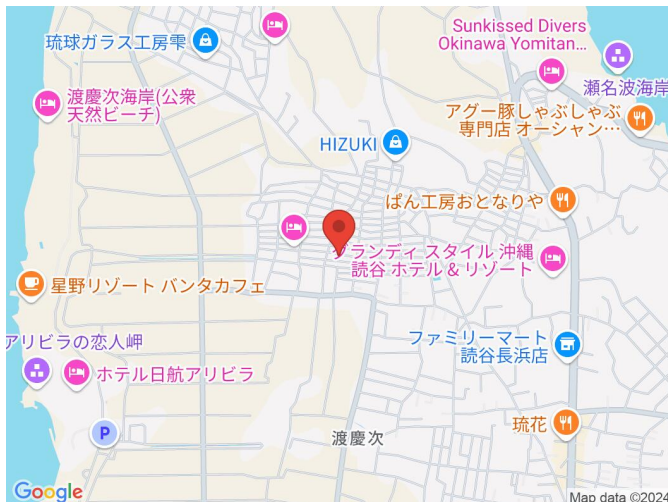 Sunkissed Divers
Okinawa Yomitan...
琉球ガラス工房雫
瀬名波海岸
渡慶次海岸(公衆
天然ビーチ)
アグー豚しゃぶしゃぶ
専門店 オーシャン…
HIZUKI
ぱん工房おとなりや
グランディ スタイル 沖縄
読谷 ホテル & リゾート
星野リゾート バンタカフェ
アリビラの恋人岬
ファミリーマート
読谷長浜店
ホテル日航アリビラ
P
琉花
渡慶次
Google
Map data ©2024